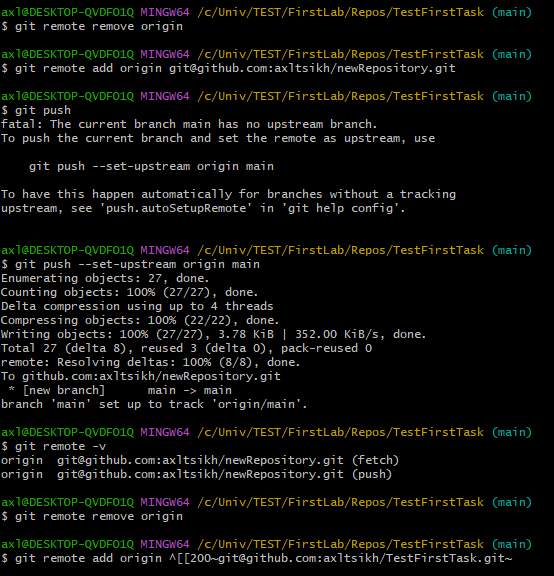 axl@DESKTOP-QVDFO1Q MINGW64 /c/Univ/TEST/FirstLab/Repos/TestFirstTask (main)
$ git remote remove origin
axl@DESKTOP-QVDFO1Q MINGW64 /c/Univ/TEST/FirstLab/Repos/TestFirstTask (main)
$ git remote add origin git@github.com:axltsikh/newRepository.git
axl@DESKTOP-QVDFO1Q MINGW64 /c/Univ/TEST/FirstLab/Repos/TestFirstTask (main)
$ git push
fatal: The current branch main has no upstream branch.
To push the current branch and set the remote as upstream, use
git push --set-upstream origin main
To have this happen automatically for branches without a tracking
upstream, see 'push.autoSetupRemote' in 'git help config'.
axl@DESKTOP-QVDFO1Q MINGW64 /c/Univ/TEST/FirstLab/Repos/TestFirstTask (main)
$ git push --set-upstream origin main
Enumerating objects: 27, done.
Counting objects: 100% (27/27), done.
Delta compression using up to 4 threads
Compressing objects: 100% (22/22), done.
Writing objects: 100% (27/27), 3.78 KiB | 352.00 KiB/s, done.
Total 27 (delta 8), reused 3 (delta 0), pack-reused 0
remote: Resolving deltas: 100% (8/8), done.
To github.com:axltsikh/newRepository.git
* [new branch] main -> main
branch 'main' set up to track 'origin/main'.
axl@DESKTOP-QVDFO1Q MINGW64 /c/Univ/TEST/FirstLab/Repos/TestFirstTask (main)
$ git remote -v
origin git@github.com:axltsikh/newRepository.git (fetch)
origin git@github.com:axltsikh/newRepository.git (push)
axl@DESKTOP-QVDFO1Q MINGW64 /c/Univ/TEST/FirstLab/Repos/TestFirstTask (main)
$ git remote remove origin
axl@DESKTOP-QVDFO1Q MINGW64 /c/Univ/TEST/FirstLab/Repos/TestFirstTask (main)
$ git remote add origin ^[[200~git@github.com:axltsikh/TestFirstTask.git~